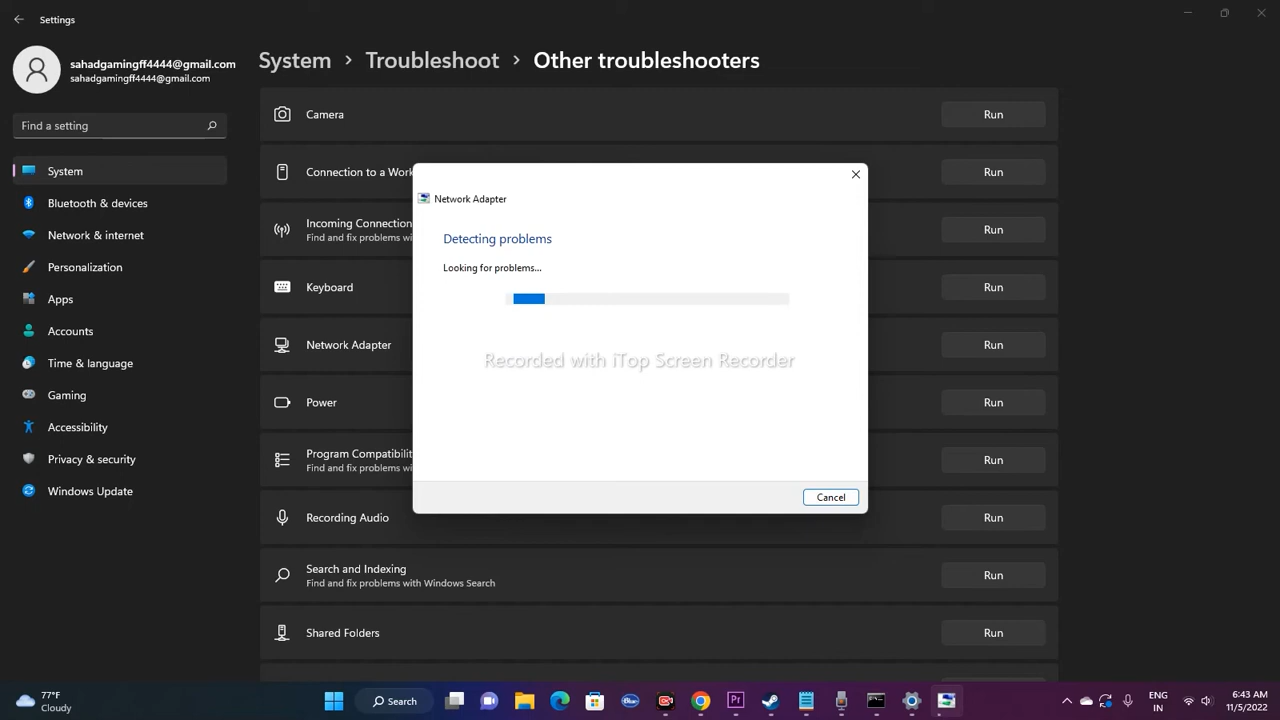 Settings
sahadgamingff4444@gmail.com
sahadgamingff4444@gmail.com
Find a setting
System
Bluetooth & devices
Network & internet
Personalization
Apps
Accounts
Time & language
Gaming
Accessibility
Privacy & security
Windows Update
System > Troubleshoot > Other troubleshooters
Camera
Run
Connection to a Work
Run
Incoming Connection
Find and fix problems wi
Run
Keyboard
Run
Network Adapter
Run
Power
Run
Program Compatibilit
Find and fix problems wi
Run
Recording Audio
Run
Search and Indexing
Find and fix problems with Windows Search
Run
Shared Folders
Run
Network Adapter
Detecting problems
Looking for problems...
Recorded with iTop Screen Recorder
Cancel
77°F
Cloudy
Search
Pr
ENG
IN
6:43 AM
11/5/2022